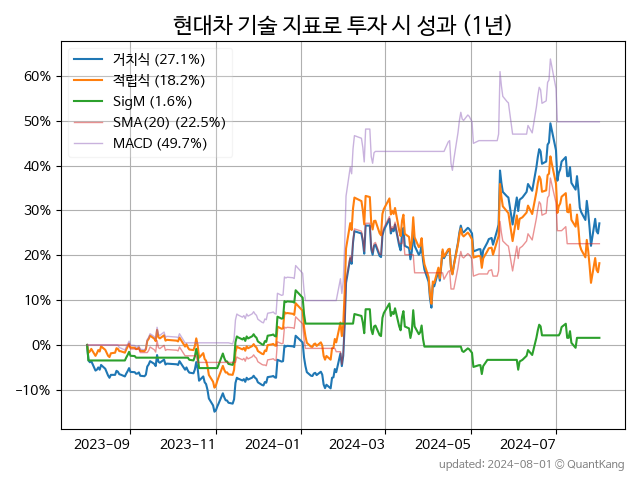 현대차 기술 지표로 투자 시 성과 (1년)
거치식 (27.1%)
적립식 (18.2%)
SigM (1.6%)
SMA(20) (22.5%)
MACD (49.7%)
60%
50%
40%
30%
20%
10%
0%
−10%
2023-09
2023-11
2024-01
2024-03
2024-05
2024-07
updated: 2024-08-01 © QuantKang